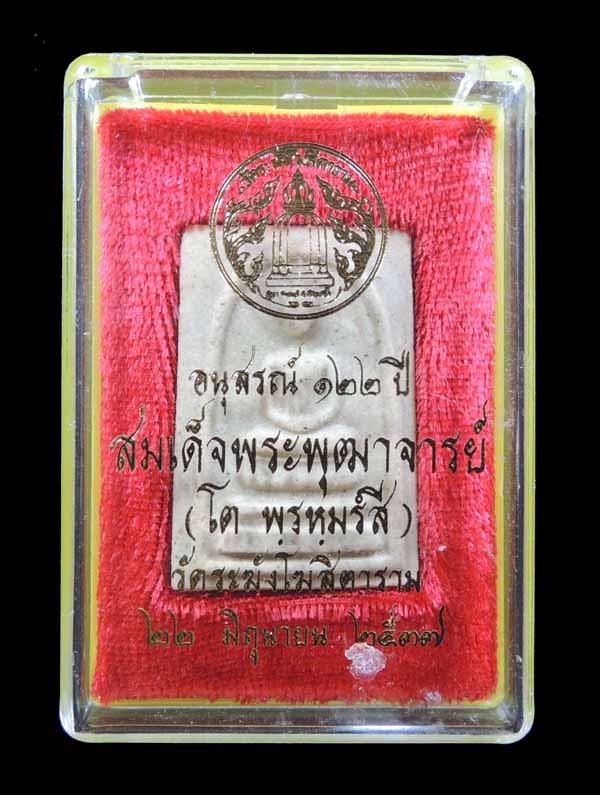 อนุสรณ์ ๑๒๒ ปี
สมเด็จพระพุฒาจารย์
(โต พฺรหฺมรํสี)
วัดระฆังโฆสิตาราม
๒๒ มิถุนายน ๒๕๓๗